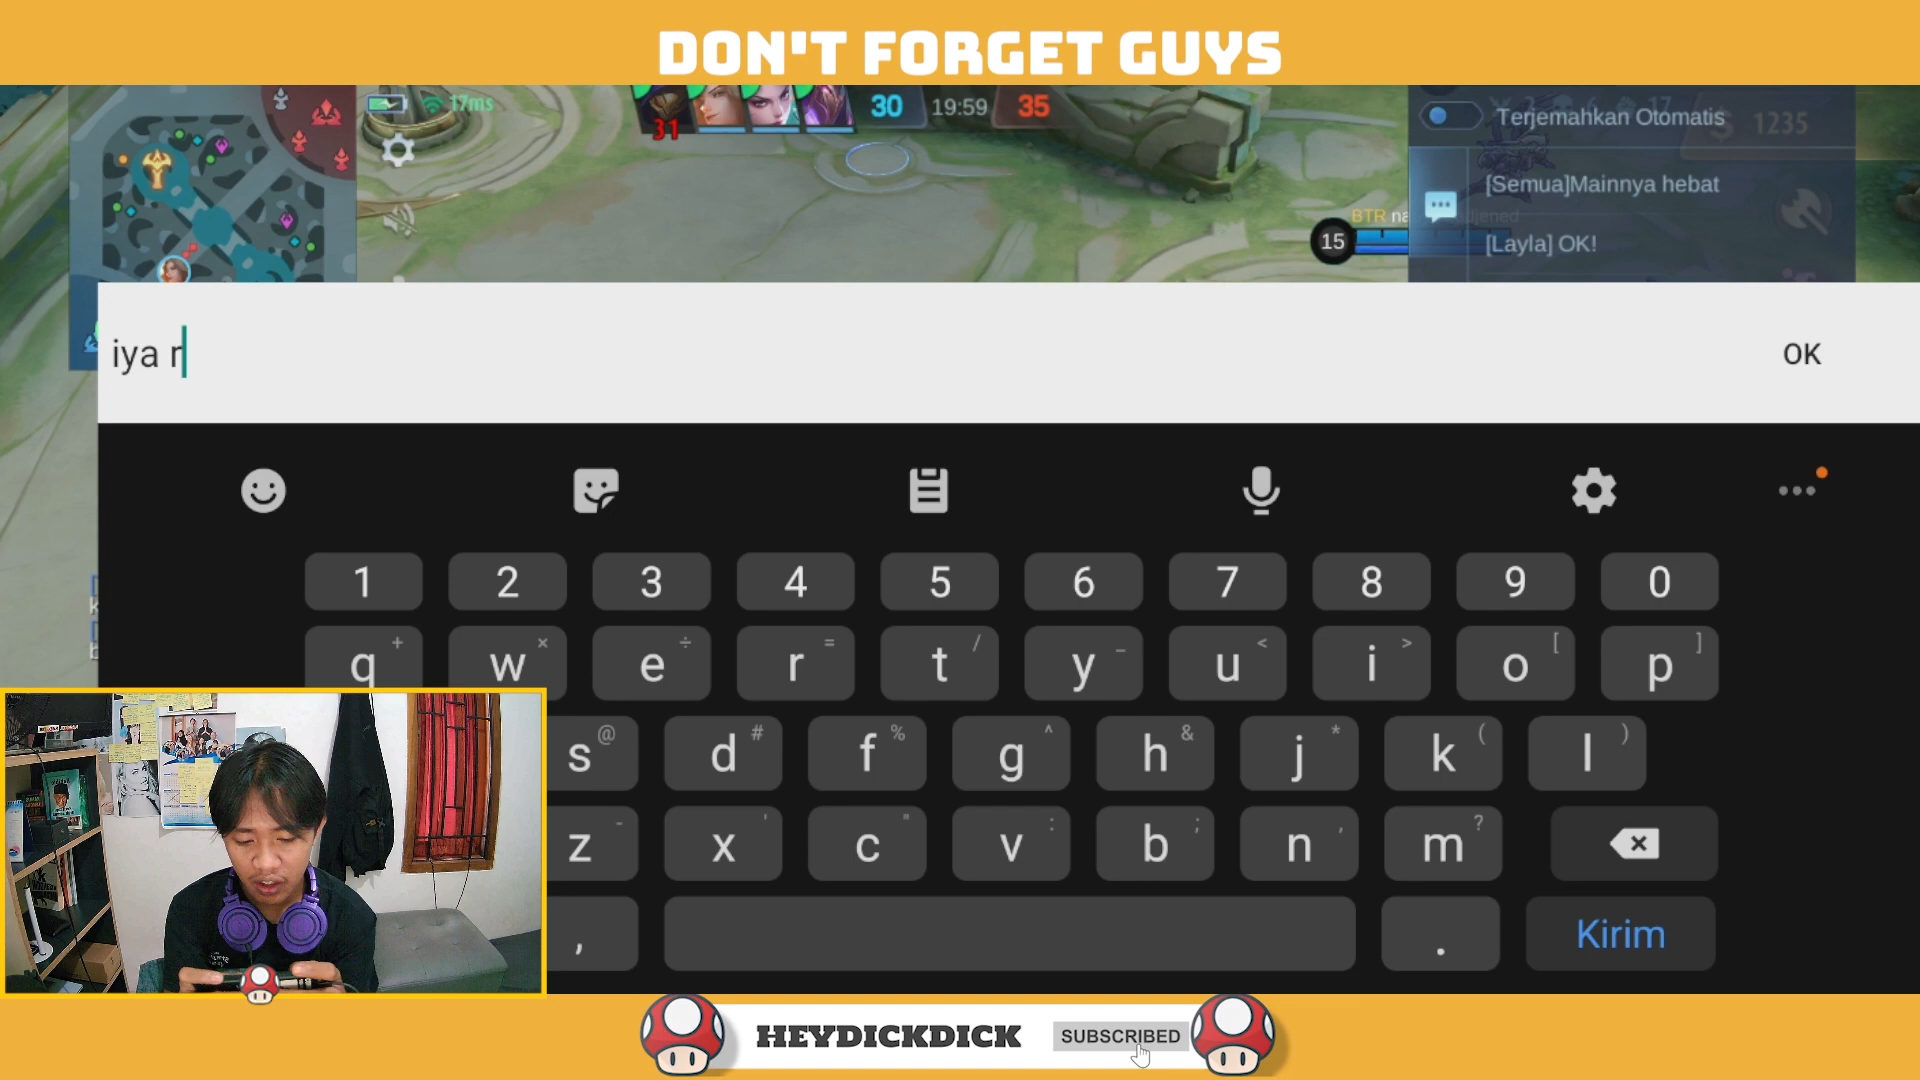 DON'T FORGET GUYS
17ms
31
30 19:59 35
Terjemahkan Otomatis
1235
[Semua]Mainnya hebat
BTR
15
[Layla] OK!
iya r
OK
1 2 3 4 5 6 7 8 9 0
+ × ÷ = / _ < > [ ]
q w e r t y u i o p
@ # % ^ & * ( )
s d f g h j k l
- ' " : ; , ?
z x c v b n m
, . Kirim
HEYDICKDICK SUBSCRIBED